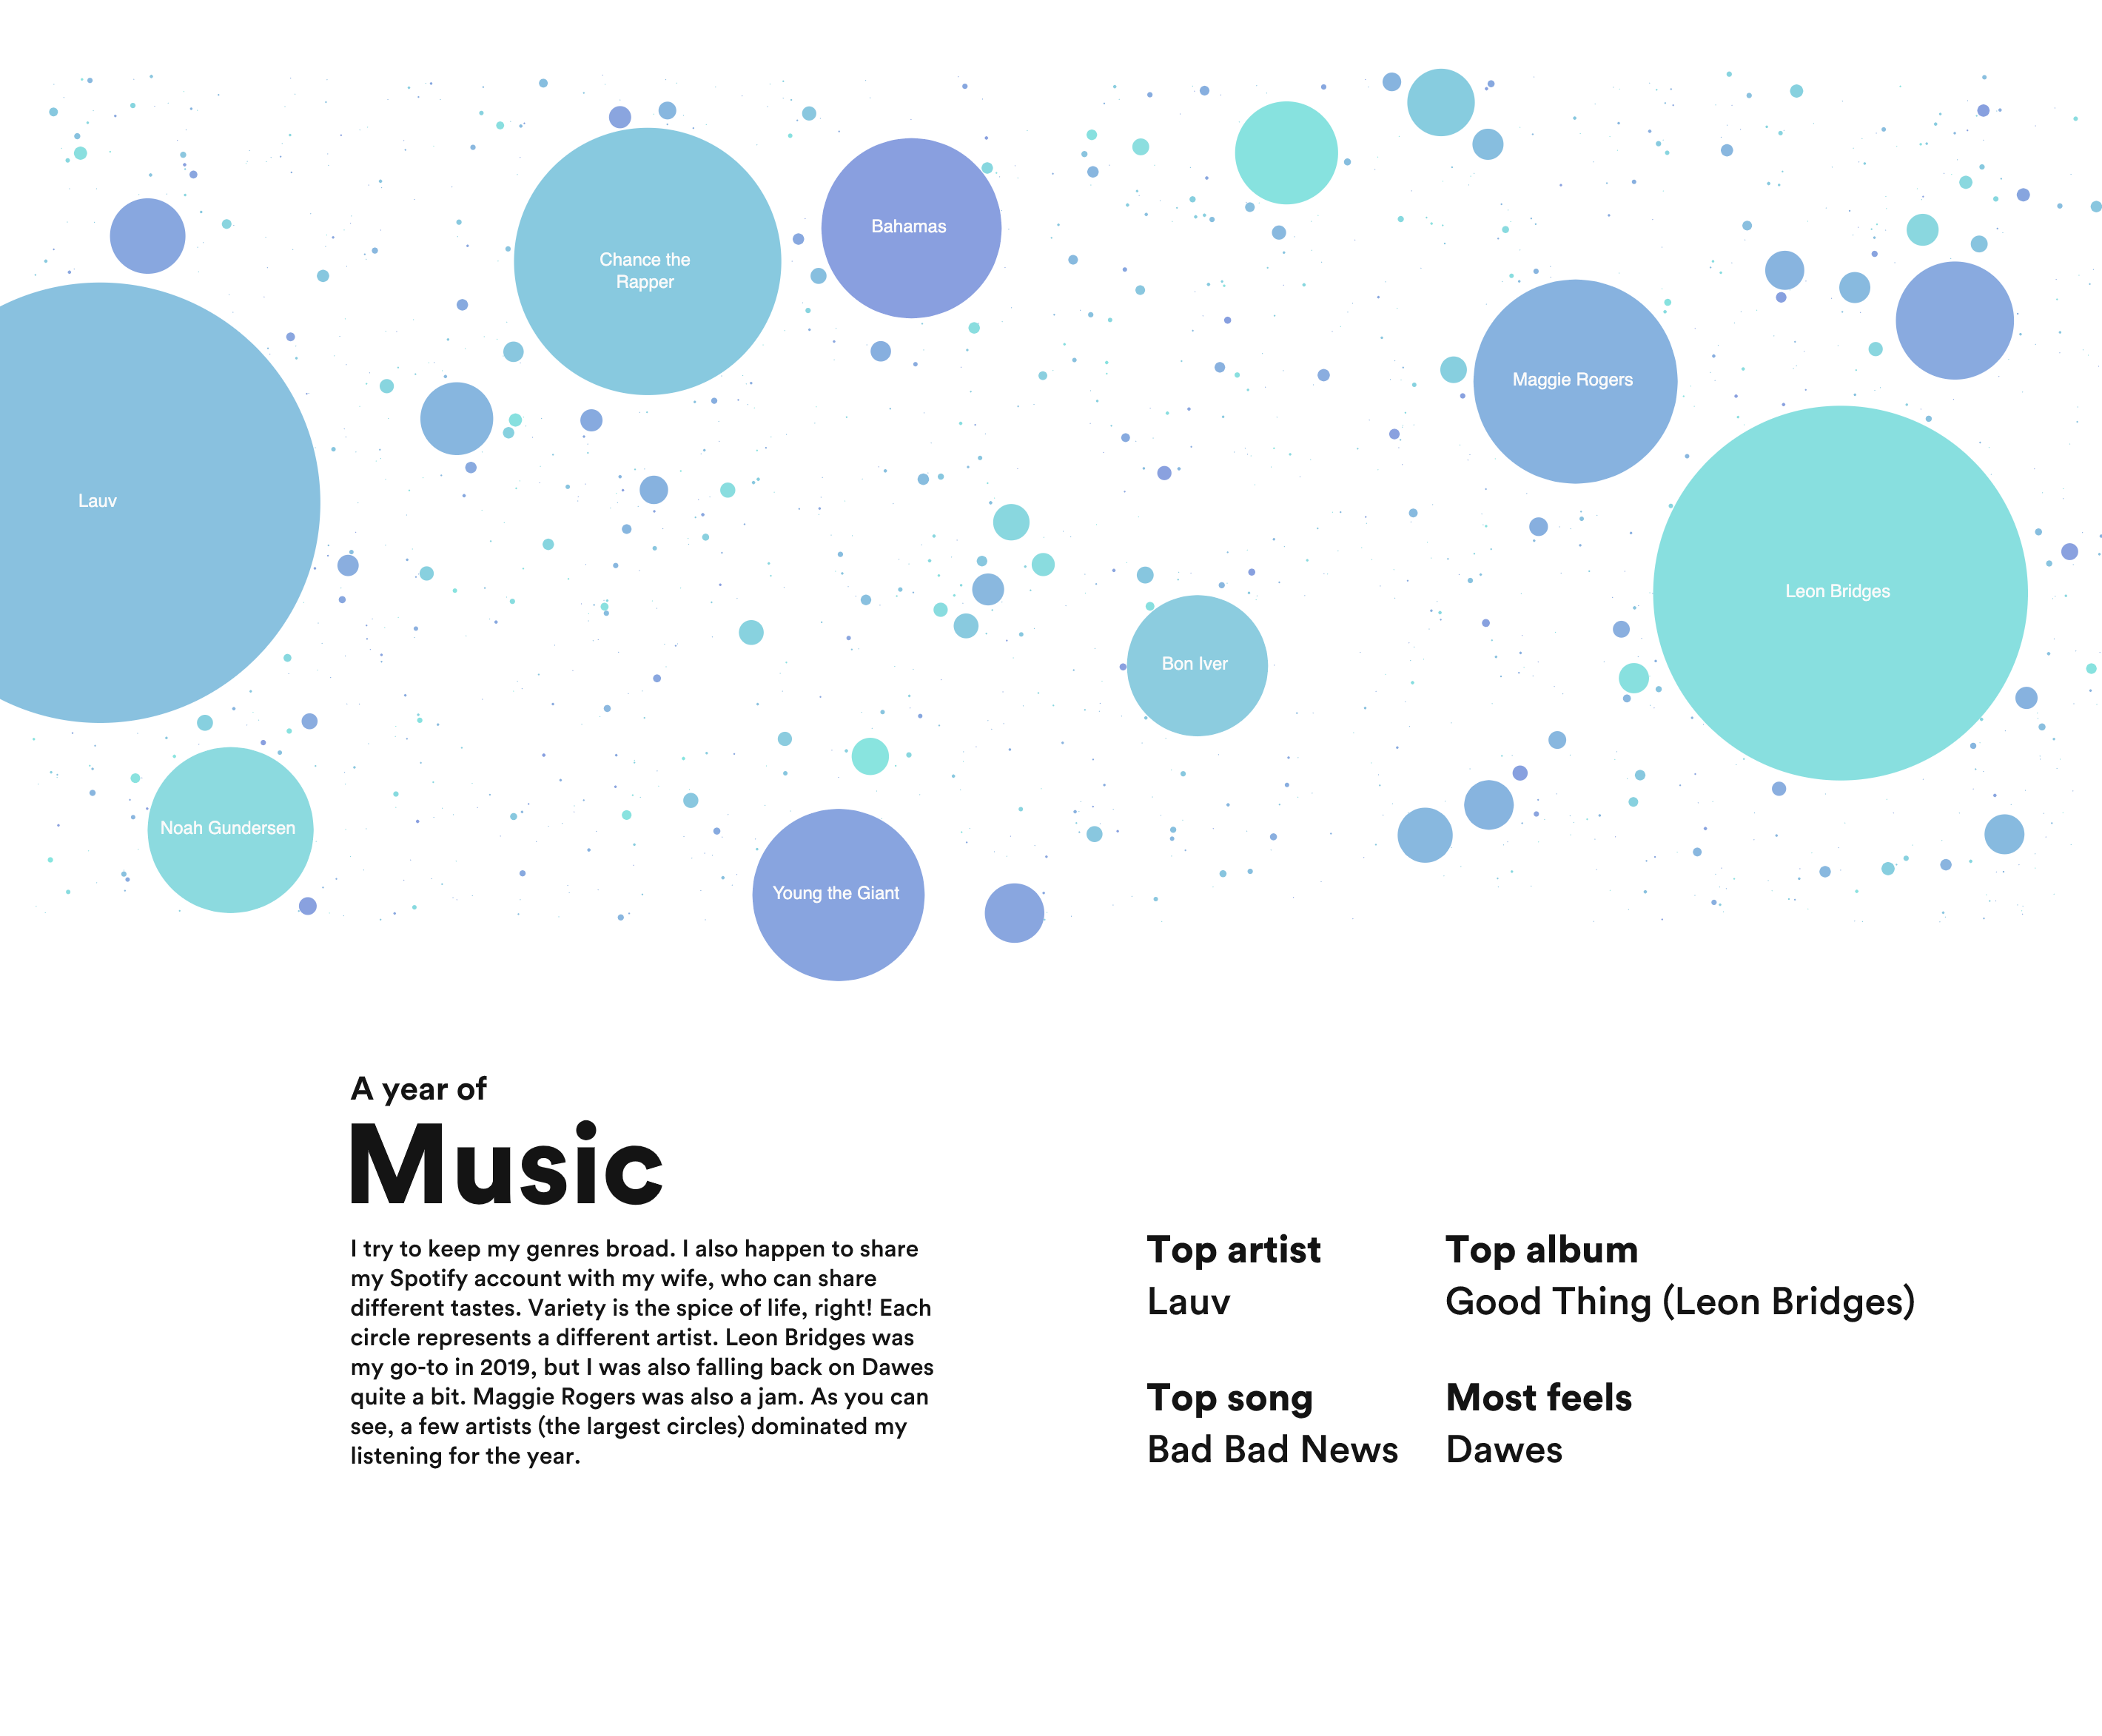 Bahamas
Chance the
Rapper
Maggie Rogers
Lauv
Leon Bridges
Bon Iver
Noah Gundersen
Young the Giant
A year of
Music
I try to keep my genres broad. I also happen to share
my Spotify account with my wife, who can share
different tastes. Variety is the spice of life, right! Each
circle represents a different artist. Leon Bridges was
my go-to in 2019, but I was also falling back on Dawes
quite a bit. Maggie Rogers was also a jam. As you can
see, a few artists (the largest circles) dominated my
listening for the year.
Top artist
Lauv
Top album
Good Thing (Leon Bridges)
Top song
Bad Bad News
Most feels
Dawes